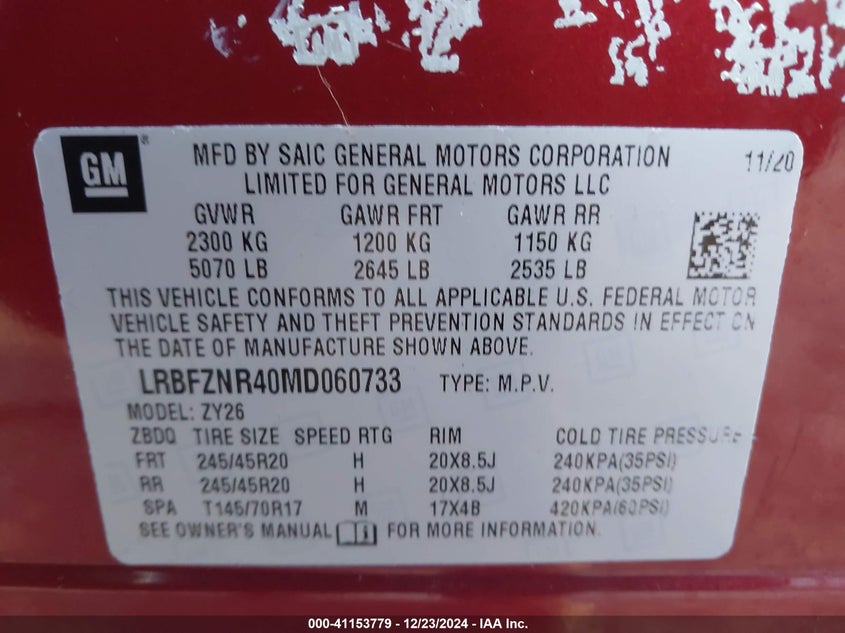 GM ® MFD BY SAIC GENERAL MOTORS CORPORATION 11/20
LIMITED FOR GENERAL MOTORS LLC
GVWR GAWR FRT GAWR RR
2300 KG 1200 KG 1150 KG
5070 LB 2645 LB 2535 LB
THIS VEHICLE CONFORMS TO ALL APPLICABLE U.S. FEDERAL MOTOR
VEHICLE SAFETY AND THEFT PREVENTION STANDARDS IN EFFECT ON
THE DATE OF MANUFACTURE SHOWN ABOVE.
LRBFZNR40MD060733 TYPE: M.P.V.
MODEL: ZY26
ZBDQ TIRE SIZE SPEED RTG RIM COLD TIRE PRESSURE
FRT 245/45R20 H 20X8.5J 240KPA(35PSI)
RR 245/45R20 H 20X8.5J 240KPA(35PSI)
SPA T145/70R17 M 17X4B 420KPA(60PSI)
SEE OWNER'S MANUAL FOR MORE INFORMATION.
000-41153779 - 12/23/2024 - IAA Inc.